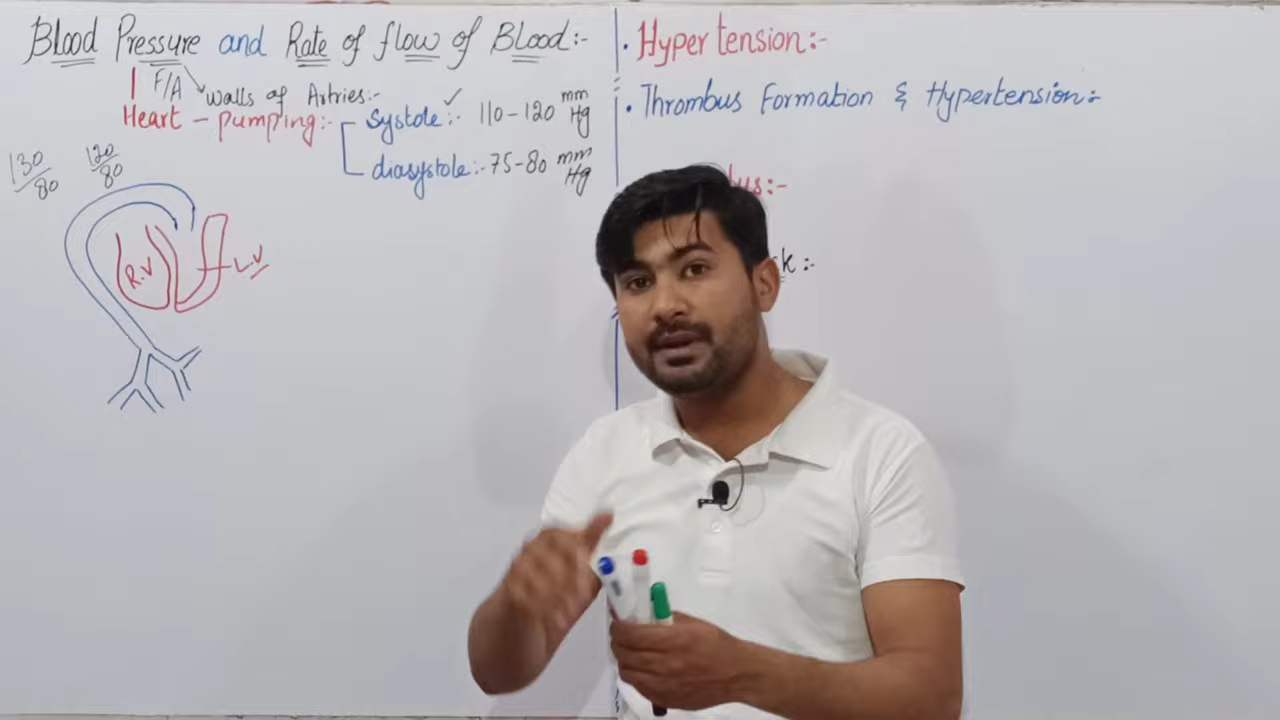 Blood Pressure and Rate of flow of Blood:-
F/A walls of Artries:-
Heart - pumping:- Systole:- 110-120 mm Hg
diasystole:- 75-80 mm Hg
130/80
120/80
R.V
L.V
• Hyper tension:-
• Thrombus Formation & Hypertension:-